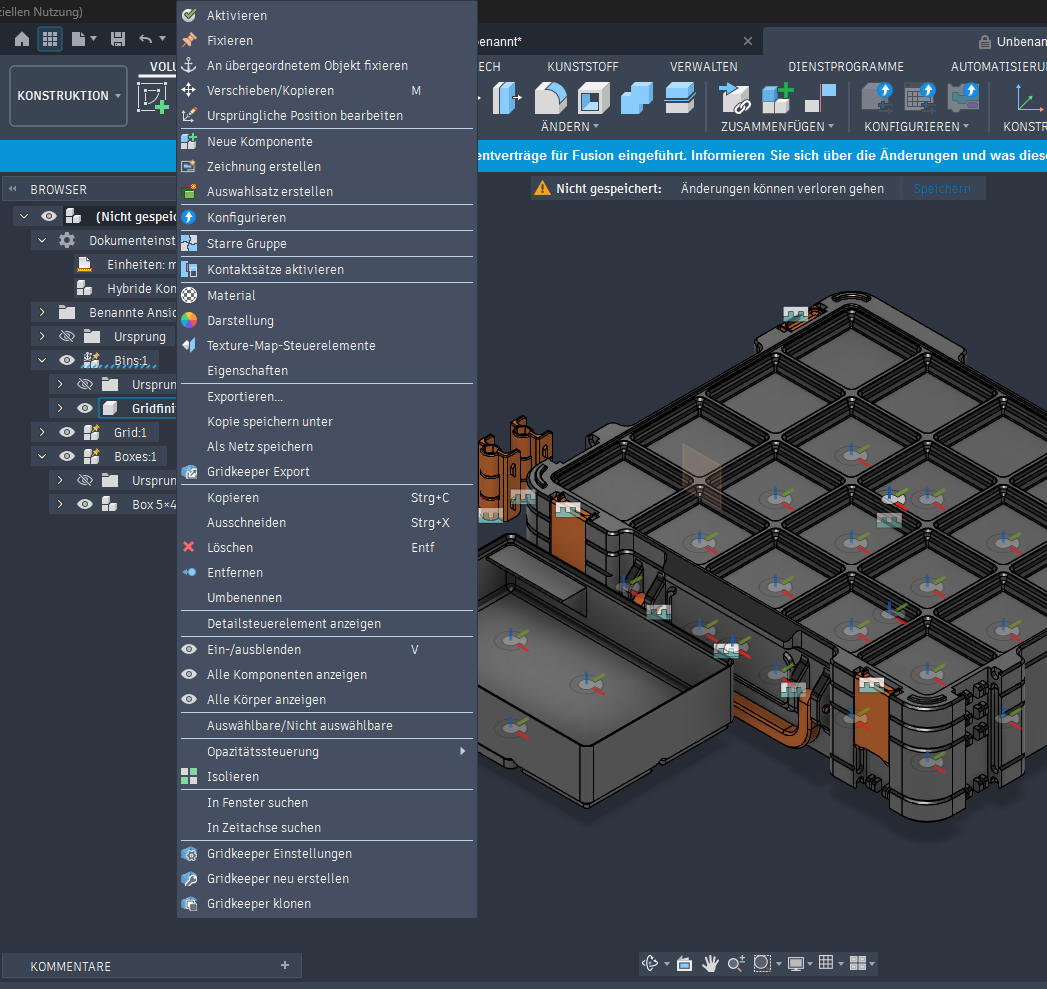 ziellen Nutzung)
enannt*
Unbenan
VOLU
ECH
KUNSTSTOFF
VERWALTEN
DIENSTPROGRAMME
AUTOMATISIERU
KONSTRUKTION
ÄNDERN
ZUSAMMENFÜGEN
KONFIGURIEREN
KONSTR
entverträge für Fusion eingeführt. Informieren Sie sich über die Änderungen und was diese
BROWSER
Nicht gespeichert:
Änderungen können verloren gehen
Speichern
(Nicht gespeic
Dokumenteinst
Einheiten: m
Hybride Kon
Benannte Ansic
Ursprung
Bins:1
Ursprun
Gridfini
Grid:1
Boxes:1
Ursprun
Box 5×4
Aktivieren
Fixieren
An übergeordnetem Objekt fixieren
Verschieben/Kopieren M
Ursprüngliche Position bearbeiten
Neue Komponente
Zeichnung erstellen
Auswahlsatz erstellen
Konfigurieren
Starre Gruppe
Kontaktsätze aktivieren
Material
Darstellung
Texture-Map-Steuerelemente
Eigenschaften
Exportieren...
Kopie speichern unter
Als Netz speichern
Gridkeeper Export
Kopieren Strg+C
Ausschneiden Strg+X
Löschen Entf
Entfernen
Umbenennen
Detailsteuerelement anzeigen
Ein-/ausblenden V
Alle Komponenten anzeigen
Alle Körper anzeigen
Auswählbare/Nicht auswählbare
Opazitätssteuerung
Isolieren
In Fenster suchen
In Zeitachse suchen
Gridkeeper Einstellungen
Gridkeeper neu erstellen
Gridkeeper klonen
KOMMENTARE